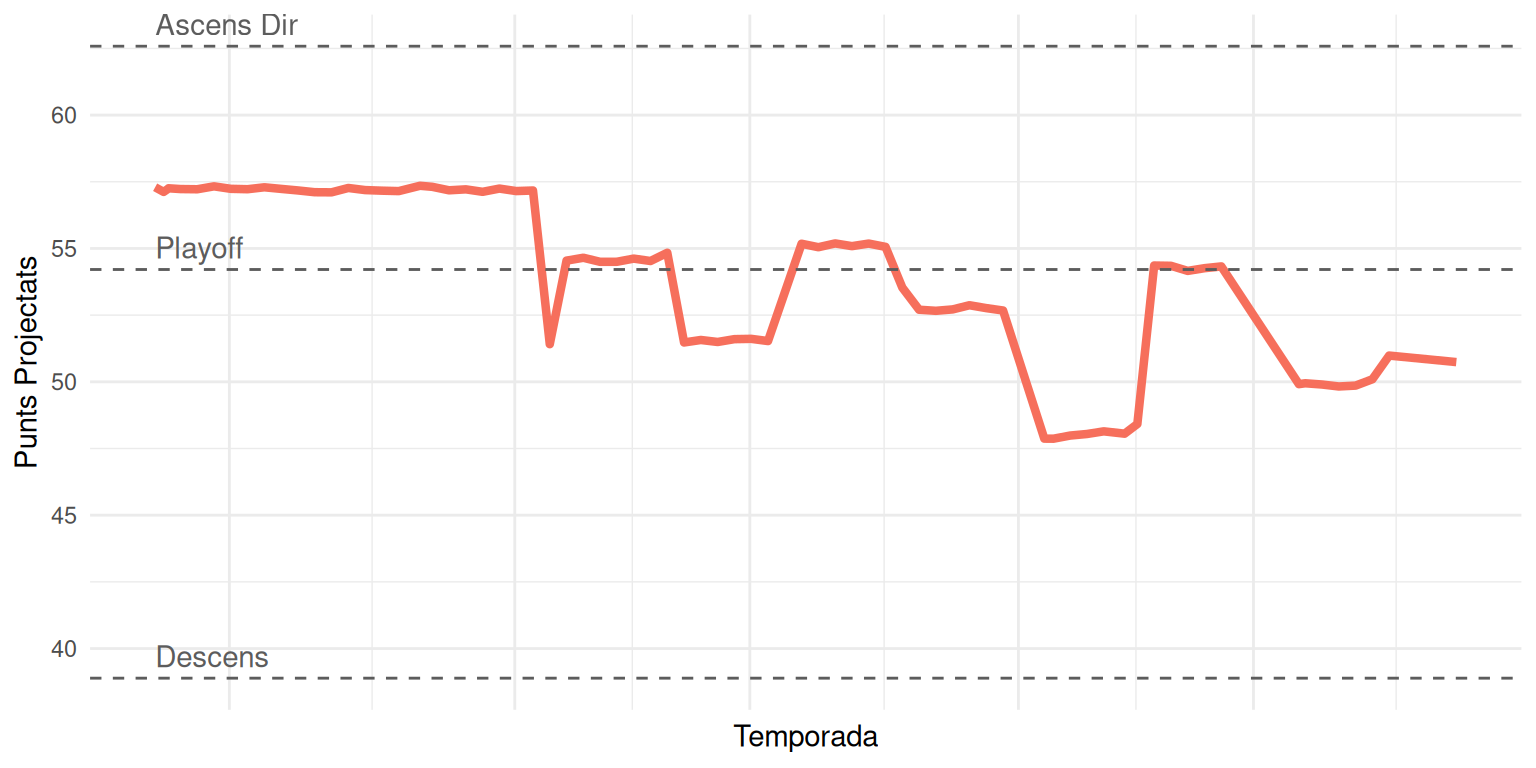 Ascens Dir
60
Playoff
55
50
45
Descens
40
Punts Projectats
Temporada